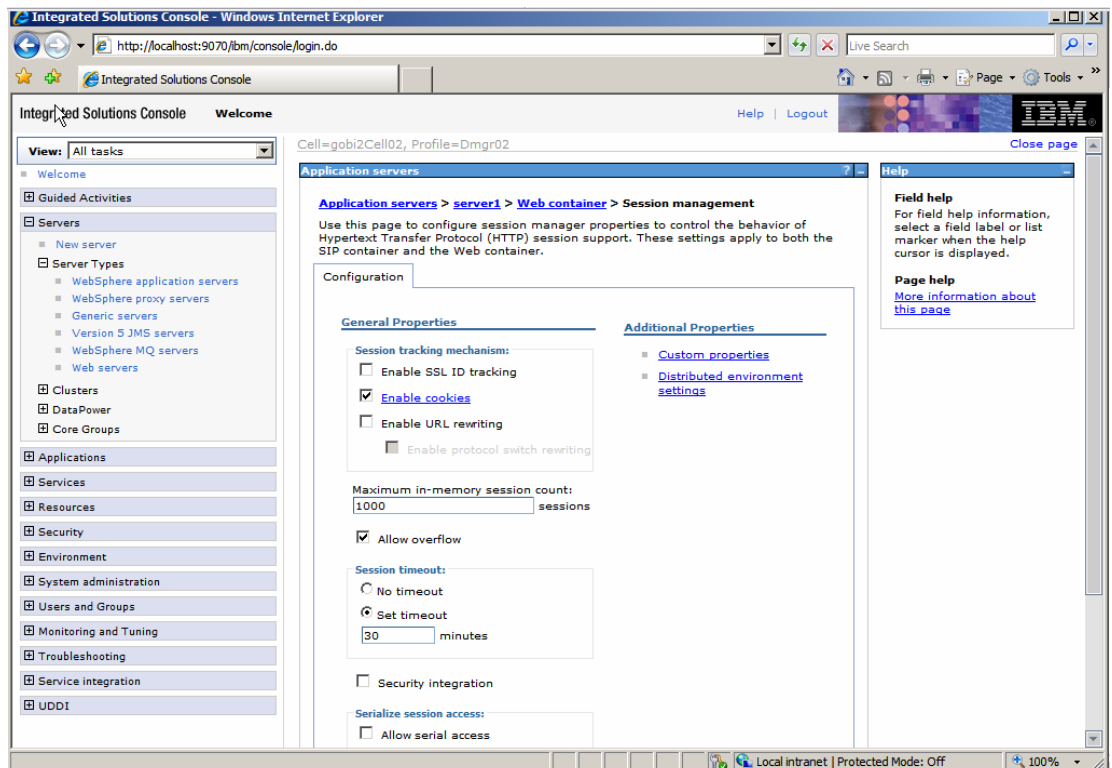 Integrated Solutions Console - Windows Internet Explorer
http://localhost:9070/ibm/console/login.do
Live Search
Integrated Solutions Console
Page
Tools
Integrated Solutions Console Welcome
Help | Logout
IBM
View: All tasks
Welcome
Guided Activities
Servers
New server
Server Types
WebSphere application servers
WebSphere proxy servers
Generic servers
Version 5 JMS servers
WebSphere MQ servers
Web servers
Clusters
DataPower
Core Groups
Applications
Services
Resources
Security
Environment
System administration
Users and Groups
Monitoring and Tuning
Troubleshooting
Service integration
UDDI
Cell=gobi2Cell02, Profile=Dmgr02
Close page
Application servers
Application servers > server1 > Web container > Session management
Use this page to configure session manager properties to control the behavior of
Hypertext Transfer Protocol (HTTP) session support. These settings apply to both the
SIP container and the Web container.
Configuration
General Properties
Session tracking mechanism:
Enable SSL ID tracking
Enable cookies
Enable URL rewriting
Enable protocol switch rewriting
Maximum in-memory session count:
1000 sessions
Allow overflow
Session timeout:
No timeout
Set timeout
30 minutes
Security integration
Serialize session access:
Allow serial access
Additional Properties
Custom properties
Distributed environment
settings
Help
Field help
For field help information,
select a field label or list
marker when the help
cursor is displayed.
Page help
More information about
this page
Local intranet | Protected Mode: Off
100%